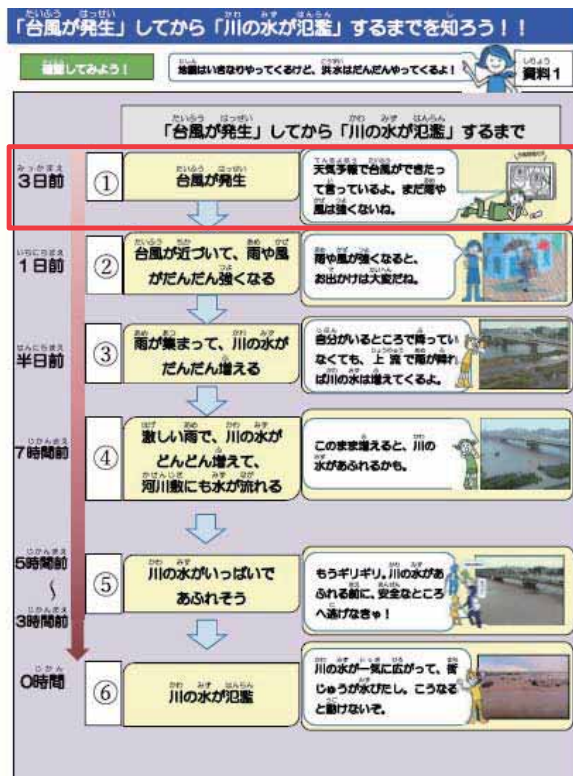 「台風が発生」してから「川の水が氾濫」するまでを知ろう！！
確認してみよう！
地震はいきなりやってくるけど、洪水はだんだんやってくるよ！
資料1
「台風が発生」してから「川の水が氾濫」するまで
3日前
①
台風が発生
天気予報で台風ができたっ
て言っているよ。まだ雨や
風は強くないね。
1日前
②
台風が近づいて、雨や風
がだんだん強くなる
雨や風が強くなると、
お出かけは大変だね。
半日前
③
雨が集まって、川の水が
だんだん増える
自分がいるところで降ってい
なくても、上流で雨が降れ
ば川の水は増えてくるよ。
7時間前
④
激しい雨で、川の水が
どんどん増えて、
河川敷にも水が流れる
このまま増えると、川の
水があふれるかも。
5時間前
～
3時間前
⑤
川の水がいっぱいで
あふれそう
もうギリギリ。川の水があ
ふれる前に、安全なところ
へ逃げなきゃ！
0時間
⑥
川の水が氾濫
川の水が一気に広がって、街
じゅうが水びたし。こうなる
と動けないぞ。